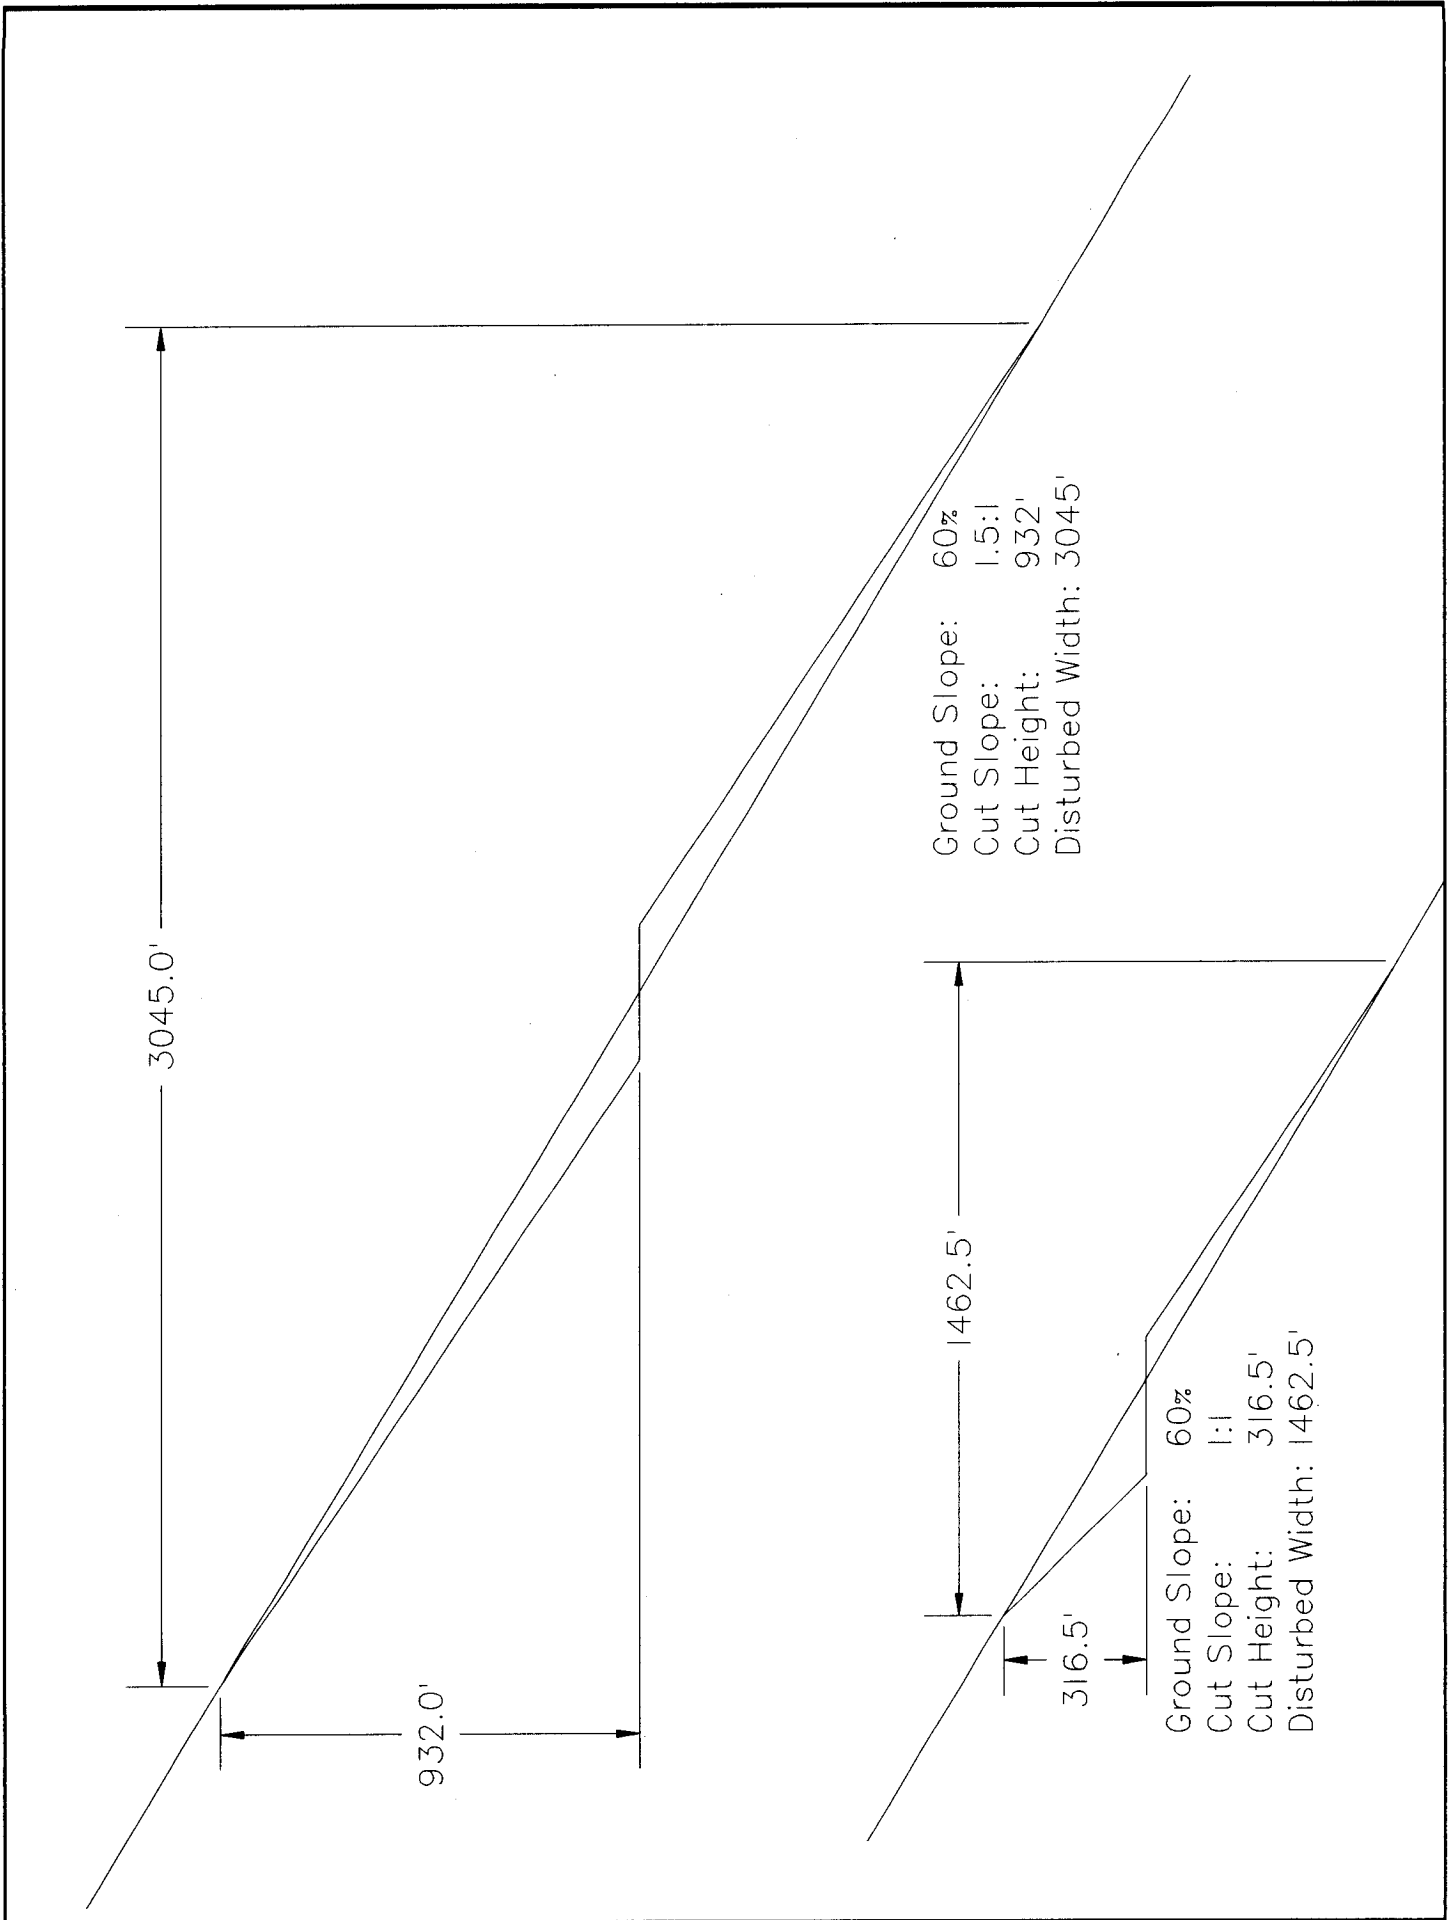 3045.0'
932.0'
Ground Slope: 60%
Cut Slope: 1.5:1
Cut Height: 932'
Disturbed Width: 3045'
1462.5'
316.5'
Ground Slope: 60%
Cut Slope: 1:1
Cut Height: 316.5'
Disturbed Width: 1462.5'